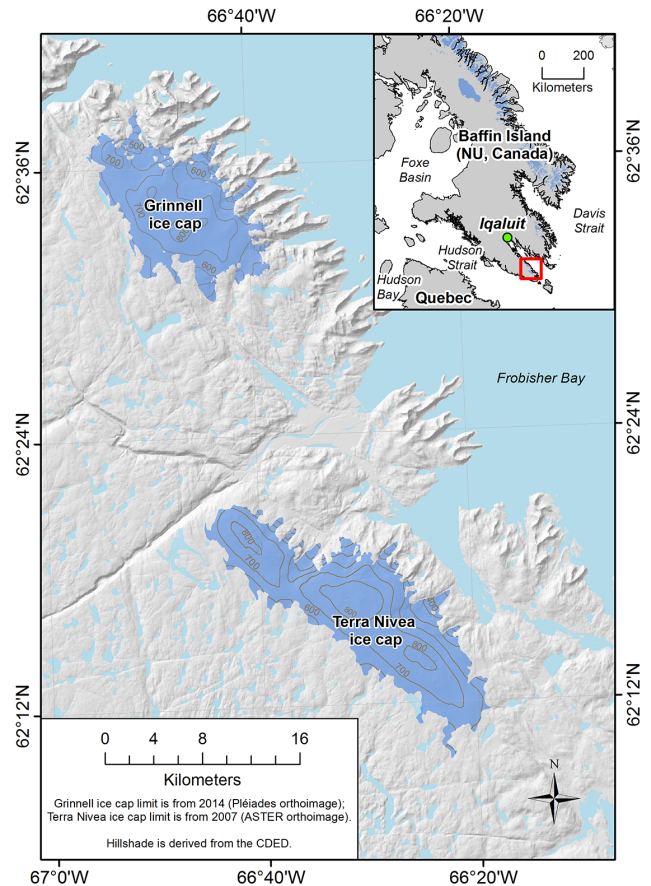 66°40'W
66°20'W
0
200
Kilometers
Baffin Island
(NU, Canada)
Foxe
Basin
Davis
Strait
Iqaluit
Hudson
Strait
Hudson
Bay
Quebec
62°36'N
62°36'N
500
700
600
Grinnell
ice cap
700
600
Frobisher Bay
62°24'N
62°24'N
800
700
600
800
Terra Nivea
ice cap
800
700
62°12'N
62°12'N
0 4 8 16
Kilometers
Grinnell ice cap limit is from 2014 (Pléiades orthoimage);
Terra Nivea ice cap limit is from 2007 (ASTER orthoimage).
Hillshade is derived from the CDED.
N
67°0'W
66°40'W
66°20'W